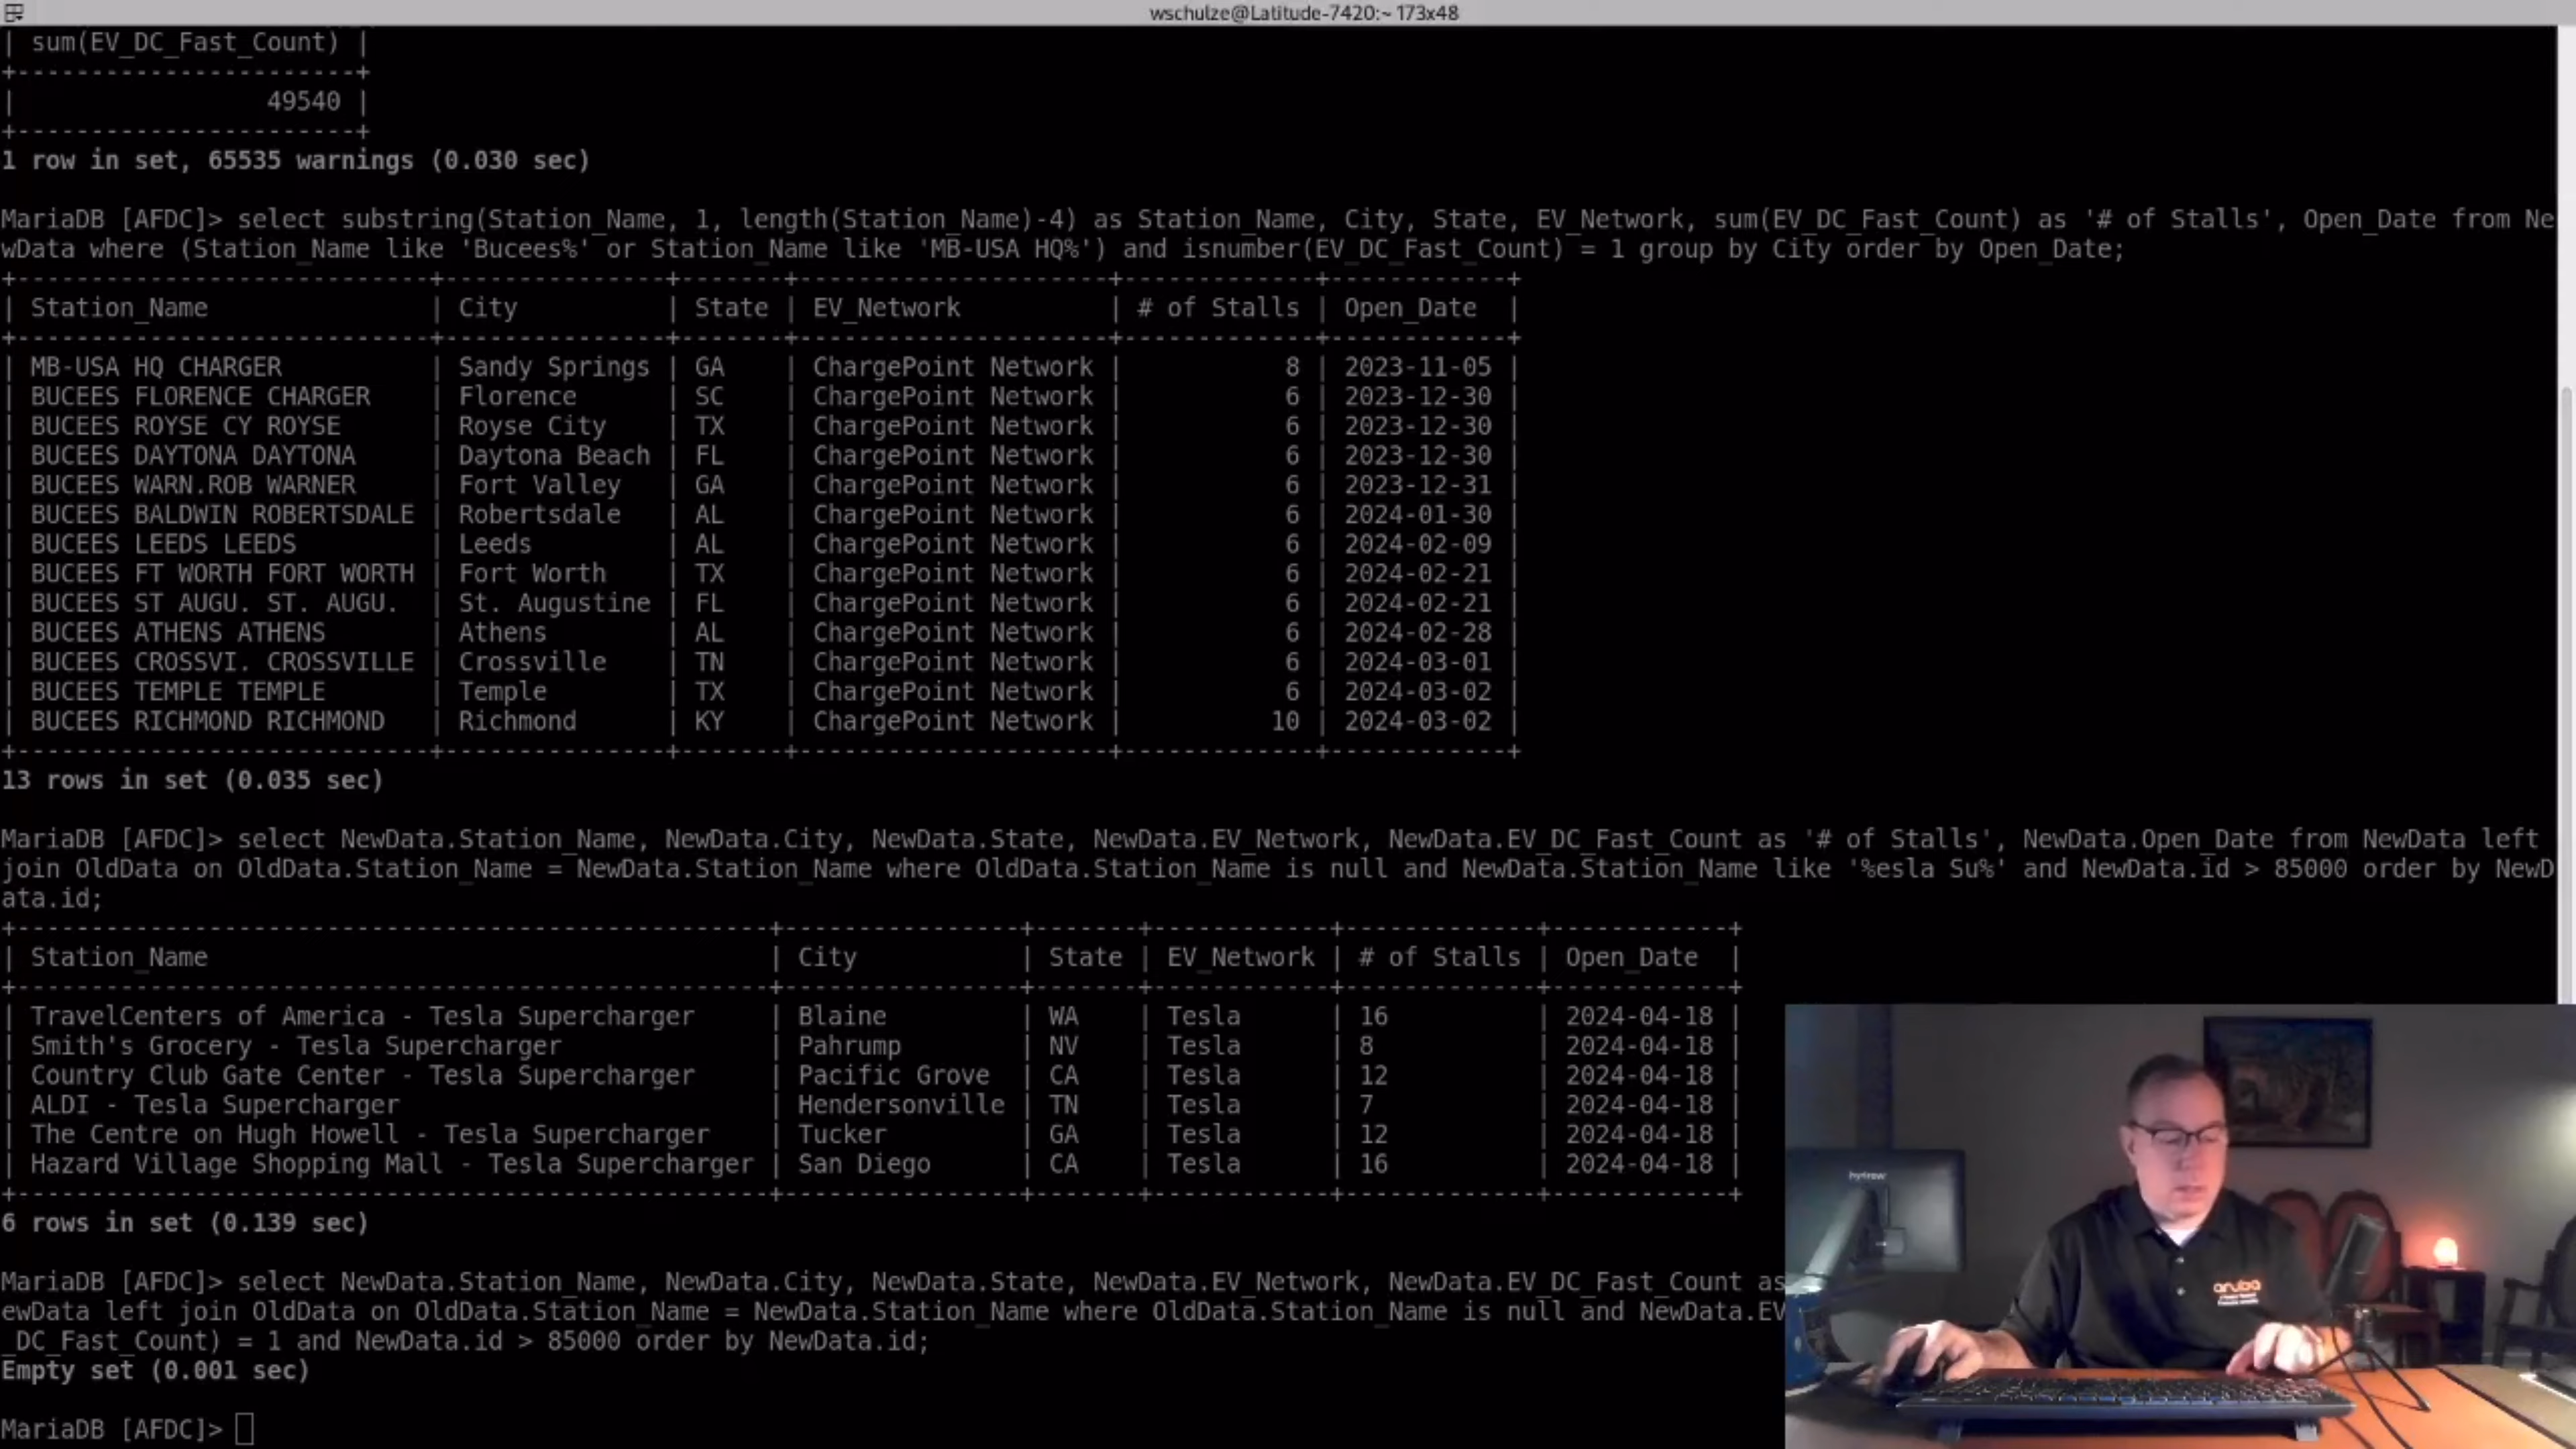 wschulze@Latitude-7420:~ 173x48
| sum(EV_DC_Fast_Count) |
+-----------------------+
|                 49540 |
+-----------------------+
1 row in set, 65535 warnings (0.030 sec)
MariaDB [AFDC]> select substring(Station_Name, 1, length(Station_Name)-4) as Station_Name, City, State, EV_Network, sum(EV_DC_Fast_Count) as '# of Stalls', Open_Date from Ne
wData where (Station_Name like 'Bucees%' or Station_Name like 'MB-USA HQ%') and isnumber(EV_DC_Fast_Count) = 1 group by City order by Open_Date;
+----------------------------+---------------+-------+---------------------+-------------+------------+
| Station_Name               | City          | State | EV_Network          | # of Stalls | Open_Date  |
+----------------------------+---------------+-------+---------------------+-------------+------------+
| MB-USA HQ CHARGER          | Sandy Springs | GA    | ChargePoint Network |           8 | 2023-11-05 |
| BUCEES FLORENCE CHARGER    | Florence      | SC    | ChargePoint Network |           6 | 2023-12-30 |
| BUCEES ROYSE CY ROYSE      | Royse City    | TX    | ChargePoint Network |           6 | 2023-12-30 |
| BUCEES DAYTONA DAYTONA     | Daytona Beach | FL    | ChargePoint Network |           6 | 2023-12-30 |
| BUCEES WARN.ROB WARNER     | Fort Valley   | GA    | ChargePoint Network |           6 | 2023-12-31 |
| BUCEES BALDWIN ROBERTSDALE | Robertsdale   | AL    | ChargePoint Network |           6 | 2024-01-30 |
| BUCEES LEEDS LEEDS         | Leeds         | AL    | ChargePoint Network |           6 | 2024-02-09 |
| BUCEES FT WORTH FORT WORTH | Fort Worth    | TX    | ChargePoint Network |           6 | 2024-02-21 |
| BUCEES ST AUGU. ST. AUGU.  | St. Augustine | FL    | ChargePoint Network |           6 | 2024-02-21 |
| BUCEES ATHENS ATHENS       | Athens        | AL    | ChargePoint Network |           6 | 2024-02-28 |
| BUCEES CROSSVI. CROSSVILLE | Crossville    | TN    | ChargePoint Network |           6 | 2024-03-01 |
| BUCEES TEMPLE TEMPLE       | Temple        | TX    | ChargePoint Network |           6 | 2024-03-02 |
| BUCEES RICHMOND RICHMOND   | Richmond      | KY    | ChargePoint Network |          10 | 2024-03-02 |
+----------------------------+---------------+-------+---------------------+-------------+------------+
13 rows in set (0.035 sec)
MariaDB [AFDC]> select NewData.Station_Name, NewData.City, NewData.State, NewData.EV_Network, NewData.EV_DC_Fast_Count as '# of Stalls', NewData.Open_Date from NewData left
join OldData on OldData.Station_Name = NewData.Station_Name where OldData.Station_Name is null and NewData.Station_Name like '%esla Su%' and NewData.id > 85000 order by NewD
ata.id;
+---------------------------------------------------+----------------+-------+------------+-------------+------------+
| Station_Name                                      | City           | State | EV_Network | # of Stalls | Open_Date  |
+---------------------------------------------------+----------------+-------+------------+-------------+------------+
| TravelCenters of America - Tesla Supercharger     | Blaine         | WA    | Tesla      | 16          | 2024-04-18 |
| Smith's Grocery - Tesla Supercharger              | Pahrump        | NV    | Tesla      | 8           | 2024-04-18 |
| Country Club Gate Center - Tesla Supercharger     | Pacific Grove  | CA    | Tesla      | 12          | 2024-04-18 |
| ALDI - Tesla Supercharger                         | Hendersonville | TN    | Tesla      | 7           | 2024-04-18 |
| The Centre on Hugh Howell - Tesla Supercharger    | Tucker         | GA    | Tesla      | 12          | 2024-04-18 |
| Hazard Village Shopping Mall - Tesla Supercharger | San Diego      | CA    | Tesla      | 16          | 2024-04-18 |
+---------------------------------------------------+----------------+-------+------------+-------------+------------+
6 rows in set (0.139 sec)
MariaDB [AFDC]> select NewData.Station_Name, NewData.City, NewData.State, NewData.EV_Network, NewData.EV_DC_Fast_Count as
ewData left join OldData on OldData.Station_Name = NewData.Station_Name where OldData.Station_Name is null and NewData.EV
_DC_Fast_Count) = 1 and NewData.id > 85000 order by NewData.id;
Empty set (0.001 sec)
MariaDB [AFDC]>
aruba